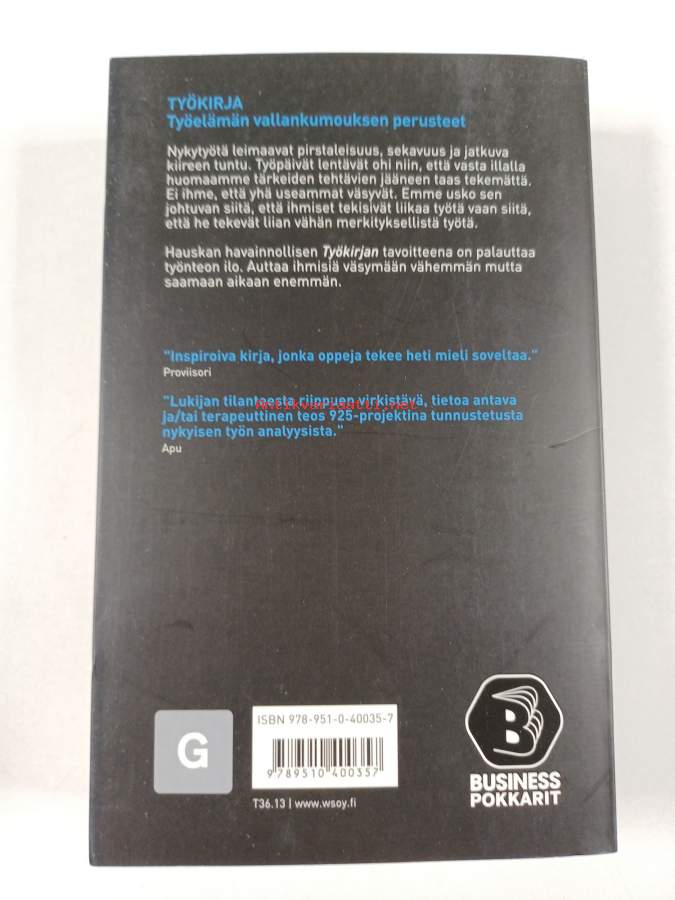 TYÖKIRJA
Työelämän vallankumouksen perusteet
Nykytyötä leimaavat pirstaleisuus, sekavuus ja jatkuva
kiireen tuntu. Työpäivät lentävät ohi niin, että vasta illalla
huomaamme tärkeiden tehtävien jääneen taas tekemättä.
Ei ihme, että yhä useammat väsyvät. Emme usko sen
johtuvan siitä, että ihmiset tekisivät liikaa työtä vaan siitä,
että he tekevät liian vähän merkityksellistä työtä.
Hauskan havainnollisen Työkirjan tavoitteena on palauttaa
työnteon ilo. Auttaa ihmisiä väsymään vähemmän mutta
saamaan aikaan enemmän.
"Inspiroiva kirja, jonka oppeja tekee heti mieli soveltaa."
Proviisori
"Lukijan tilanteesta riippuen virkistävä, tietoa antava
Antikvariaatti.net
ja/tai terapeuttinen teos 925-projektina tunnustetusta
nykyisen työn analyysista."
Apu
G
ISBN 978-951-0-40035-7
9 789510 400357
T36.13 | www.wsoy.fi
B
BUSINESS
POKKARIT